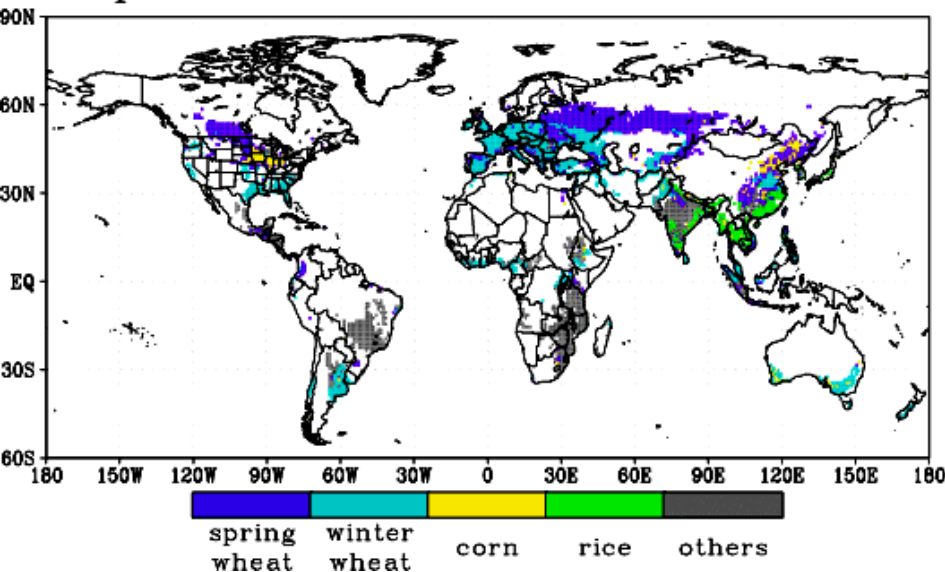 90N
60N
30N
EQ
30S
60S
180 150W 120W 90W 60W 30W 0 30E 60E 90E 120E 150E 180
spring wheat
winter wheat
corn
rice
others